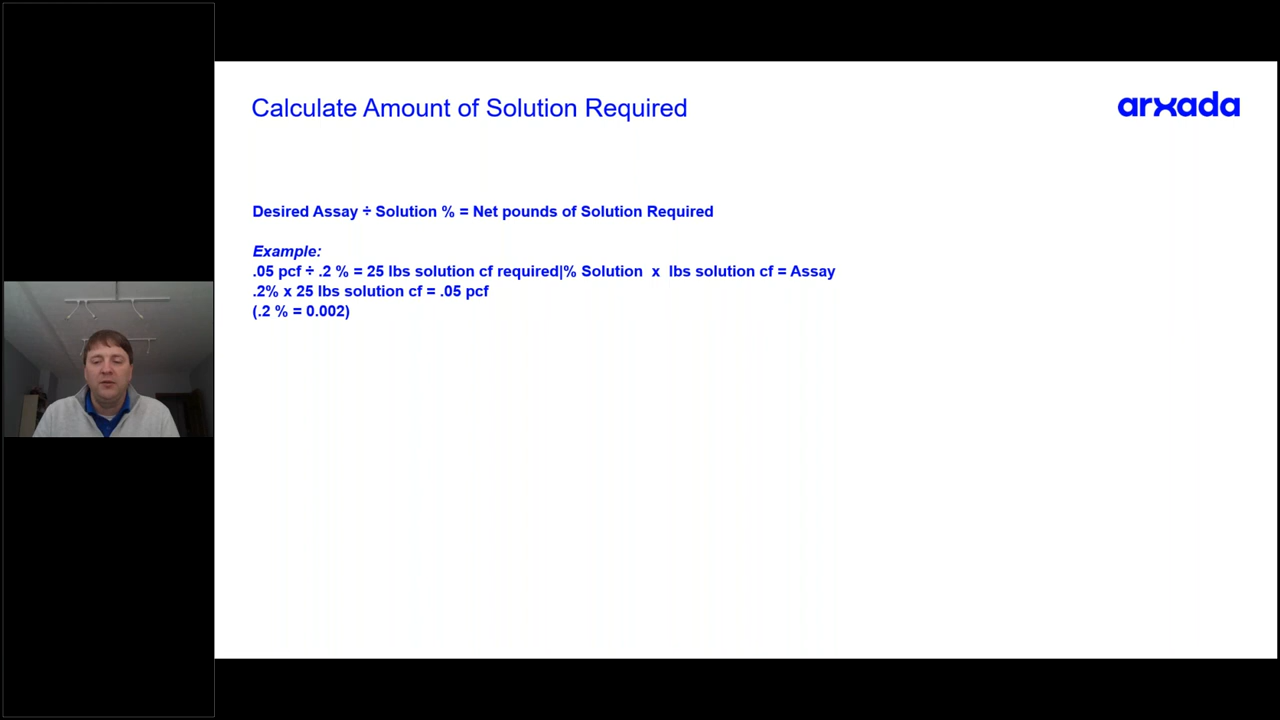 Calculate Amount of Solution Required
arxada
Desired Assay ÷ Solution % = Net pounds of Solution Required
Example:
.05 pcf ÷ .2 % = 25 lbs solution cf required|% Solution  x  lbs solution cf = Assay
.2% x 25 lbs solution cf = .05 pcf
(.2 % = 0.002)